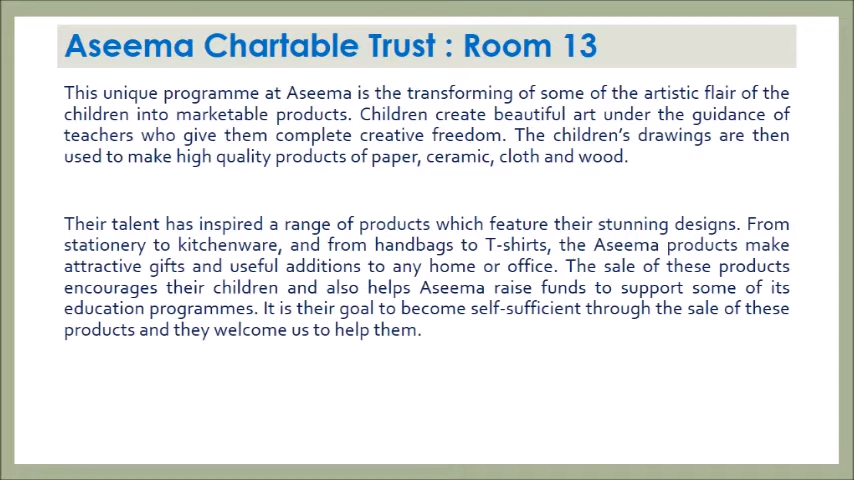 Aseema Chartable Trust : Room 13
This unique programme at Aseema is the transforming of some of the artistic flair of the
children into marketable products. Children create beautiful art under the guidance of
teachers who give them complete creative freedom. The children's drawings are then
used to make high quality products of paper, ceramic, cloth and wood.
Their talent has inspired a range of products which feature their stunning designs. From
stationery to kitchenware, and from handbags to T-shirts, the Aseema products make
attractive gifts and useful additions to any home or office. The sale of these products
encourages their children and also helps Aseema raise funds to support some of its
education programmes. It is their goal to become self-sufficient through the sale of these
products and they welcome us to help them.